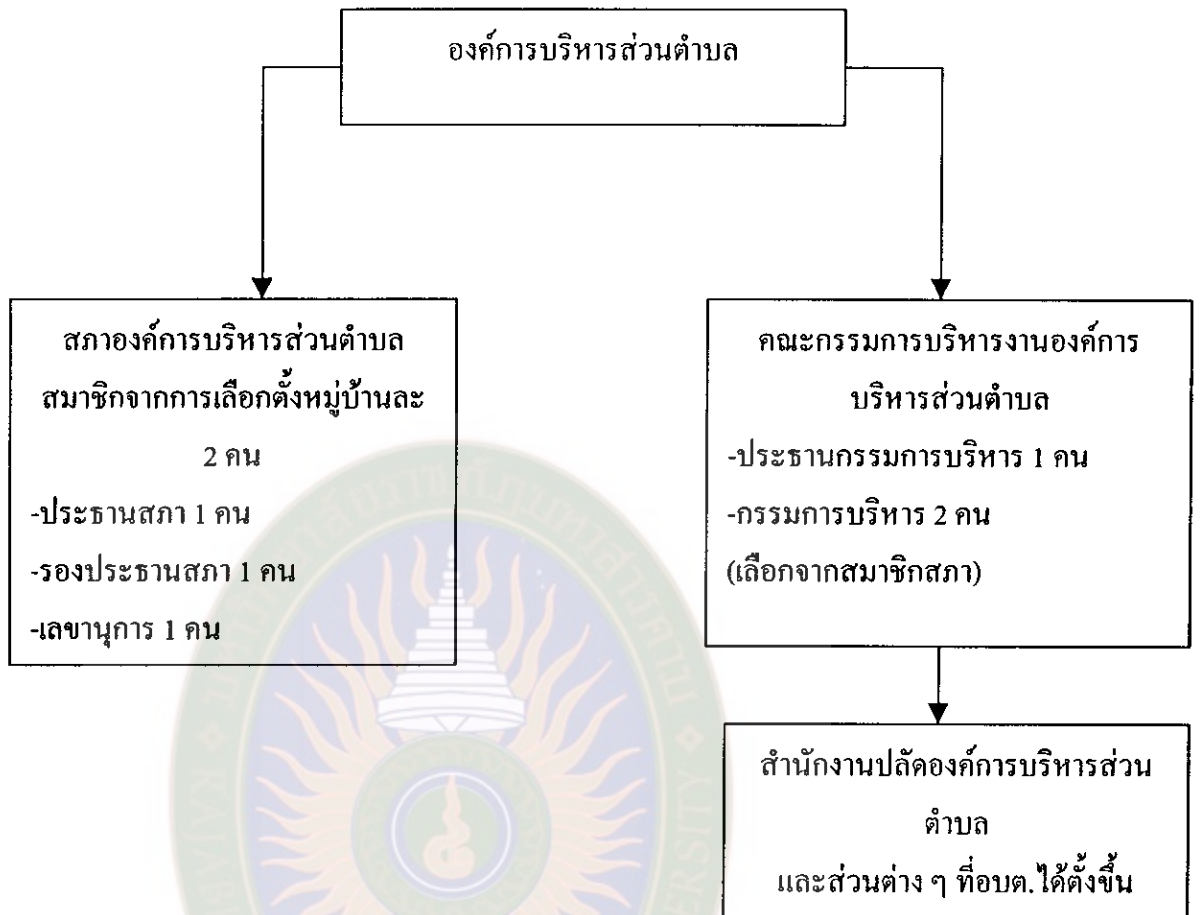 องค์การบริหารส่วนตำบล
สภาองค์การบริหารส่วนตำบล
สมาชิกจากการเลือกตั้งหมู่บ้านละ
2 คน
-ประธานสภา 1 คน
-รองประธานสภา 1 คน
-เลขานุการ 1 คน
คณะกรรมการบริหารงานองค์การ
บริหารส่วนตำบล
-ประธานกรรมการบริหาร 1 คน
-กรรมการบริหาร 2 คน
(เลือกจากสมาชิกสภา)
สำนักงานปลัดองค์การบริหารส่วน
ตำบล
และส่วนต่าง ๆ ที่อบต.ได้ตั้งขึ้น